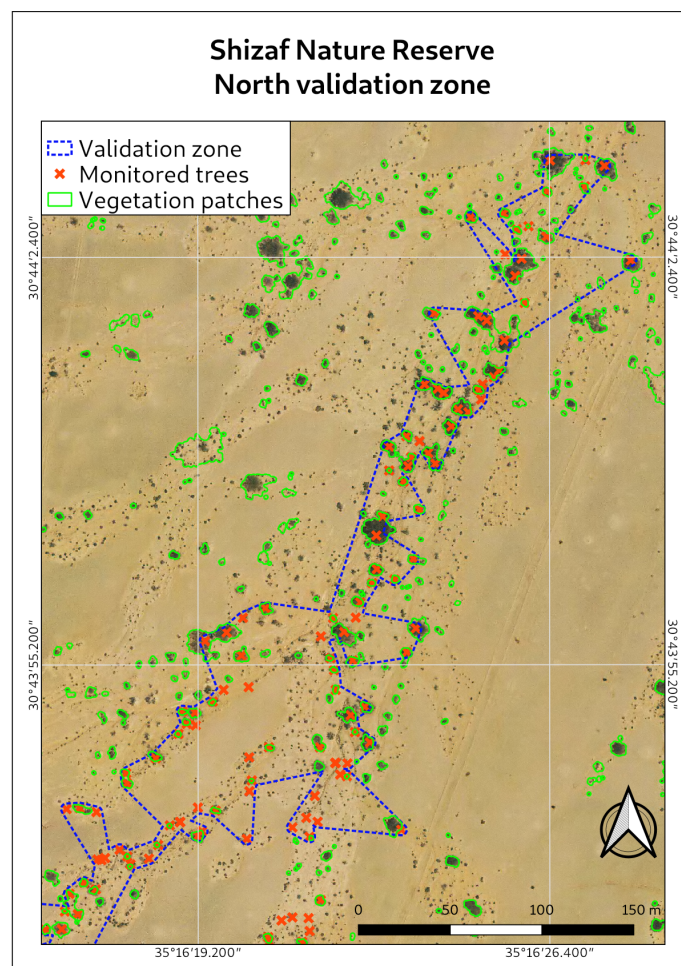 Shizaf Nature Reserve
North validation zone
Validation zone
Monitored trees
Vegetation patches
30°44'2.400"
30°44'2.400"
30°43'55.200"
30°43'55.200"
0 50 100 150 m
35°16'19.200"
35°16'26.400"